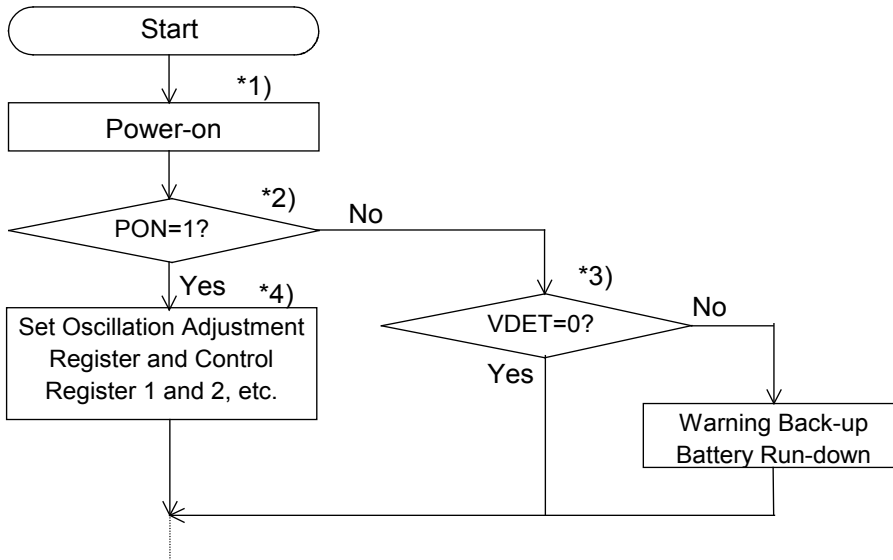 Start
*1)
Power-on
*2)
PON=1?
No
Yes
*4)
*3)
Set Oscillation Adjustment
Register and Control
Register 1 and 2, etc.
VDET=0?
No
Yes
Warning Back-up
Battery Run-down